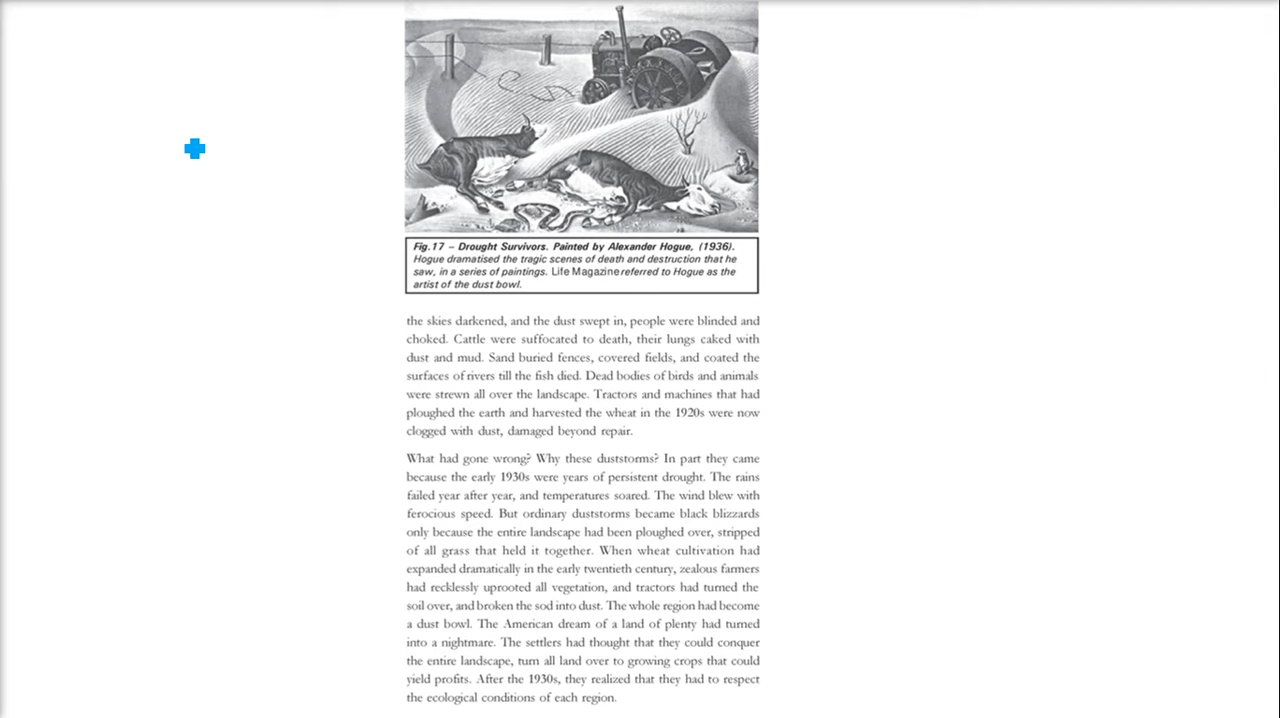 Fig.17 – Drought Survivors. Painted by Alexander Hogue, (1936).
Hogue dramatised the tragic scenes of death and destruction that he
saw, in a series of paintings. Life Magazine referred to Hogue as the
artist of the dust bowl.
the skies darkened, and the dust swept in, people were blinded and
choked. Cattle were suffocated to death, their lungs caked with
dust and mud. Sand buried fences, covered fields, and coated the
surfaces of rivers till the fish died. Dead bodies of birds and animals
were strewn all over the landscape. Tractors and machines that had
ploughed the earth and harvested the wheat in the 1920s were now
clogged with dust, damaged beyond repair.
What had gone wrong? Why these duststorms? In part they came
because the early 1930s were years of persistent drought. The rains
failed year after year, and temperatures soared. The wind blew with
ferocious speed. But ordinary duststorms became black blizzards
only because the entire landscape had been ploughed over, stripped
of all grass that held it together. When wheat cultivation had
expanded dramatically in the early twentieth century, zealous farmers
had recklessly uprooted all vegetation, and tractors had turned the
soil over, and broken the sod into dust. The whole region had become
a dust bowl. The American dream of a land of plenty had turned
into a nightmare. The settlers had thought that they could conquer
the entire landscape, turn all land over to growing crops that could
yield profits. After the 1930s, they realized that they had to respect
the ecological conditions of each region.